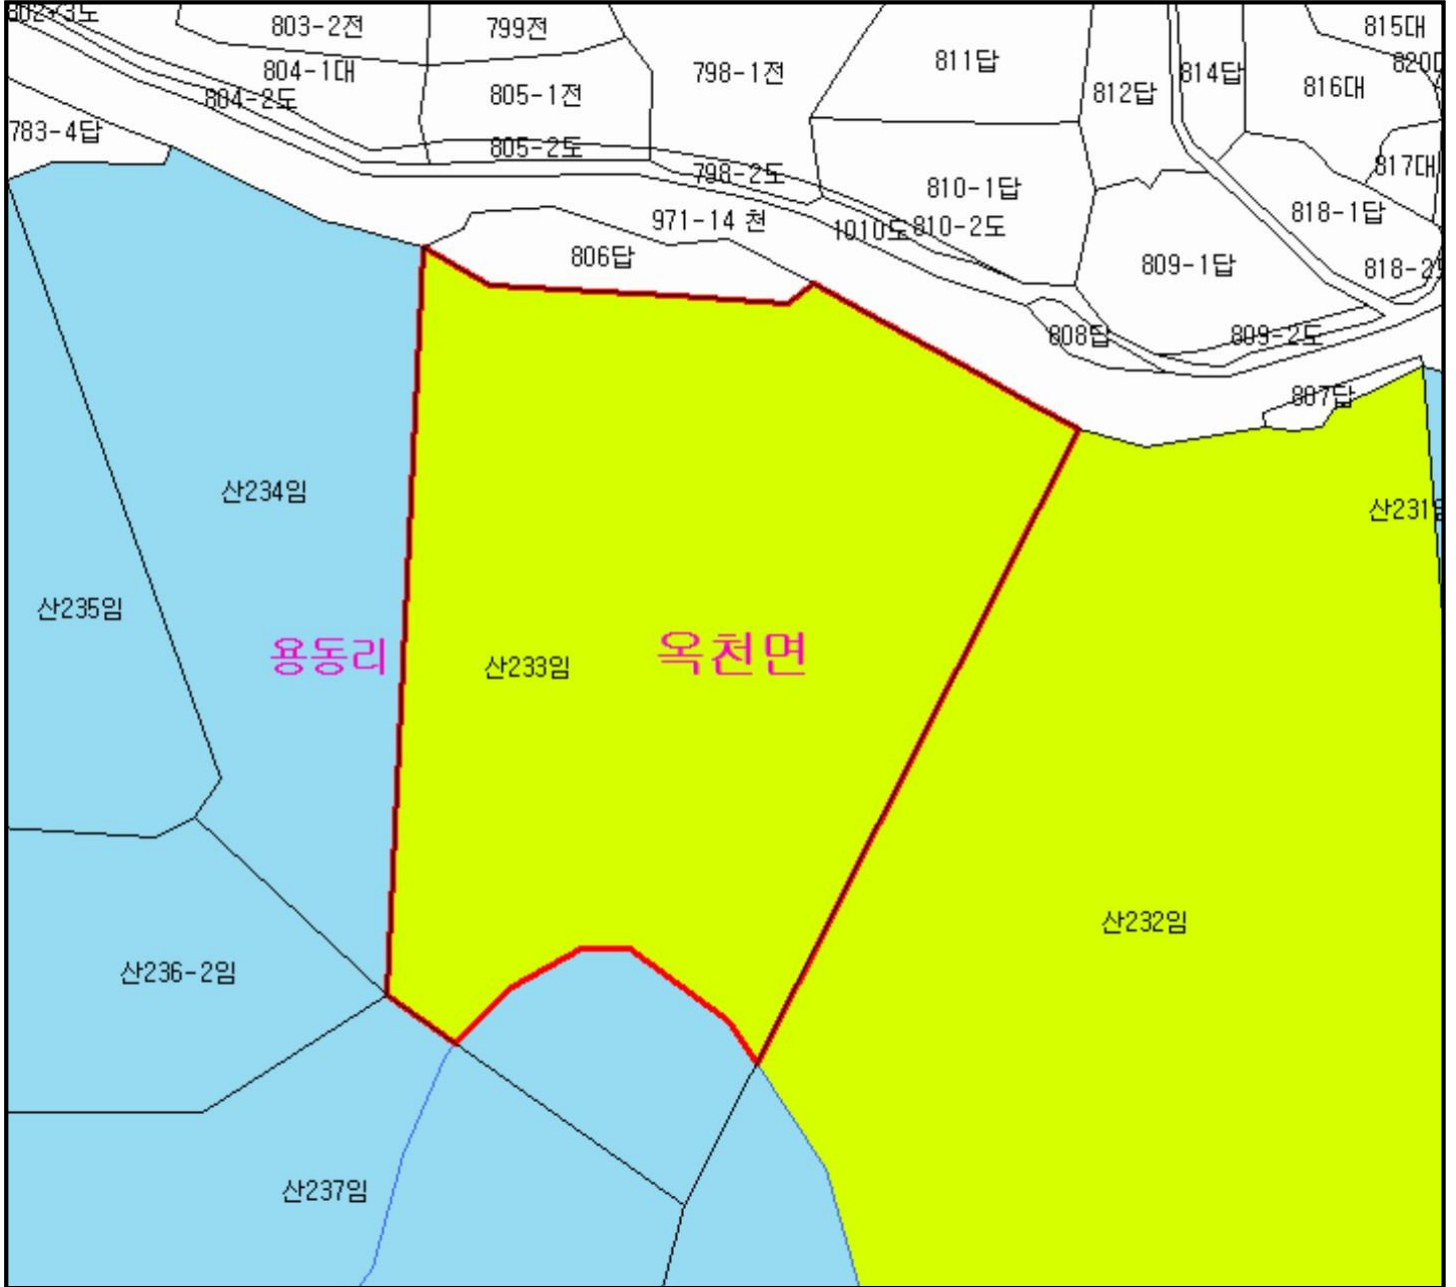 803-2전
799전
815대
804-1대
798-1전
811답
814답
816대
804-2도
805-1전
812답
783-4답
805-2도
798-2도
817대
810-1답
818-1답
971-14 천
1010도
810-2도
806답
809-1답
808답
809-2도
807답
산234임
산235임
용동리
산233임
옥천면
산232임
산236-2임
산237임